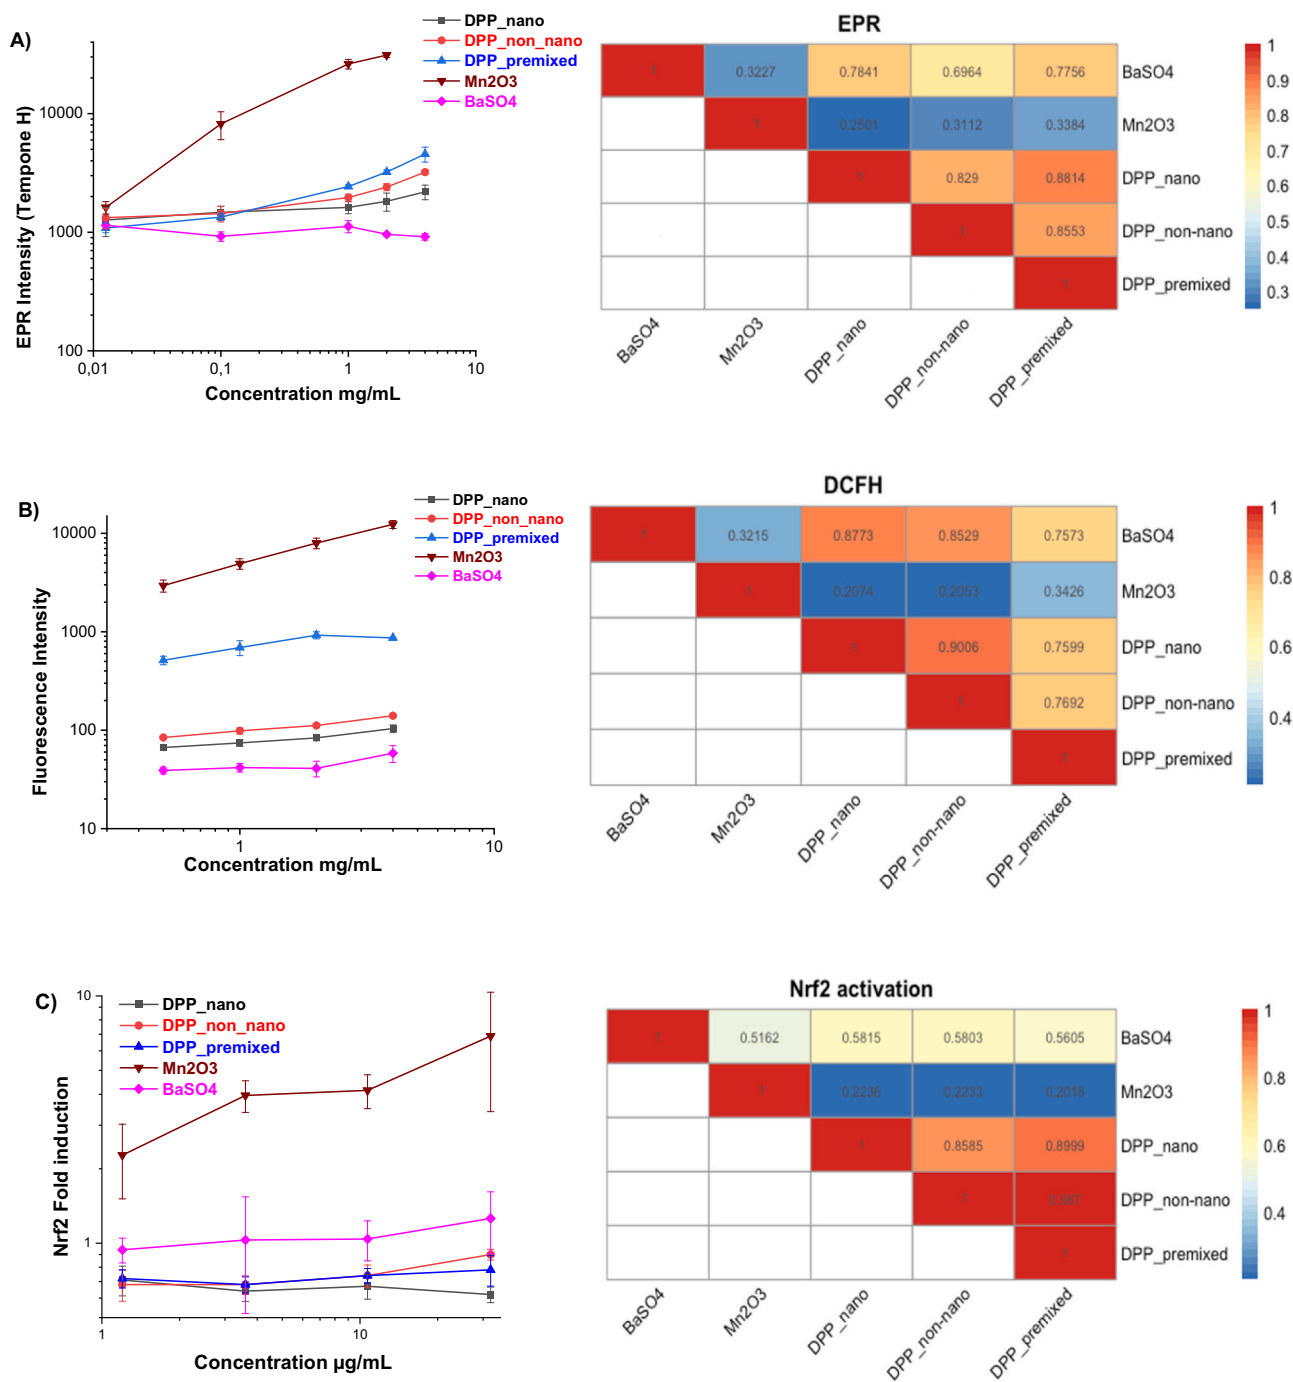 A)
DPP_nano
DPP_non_nano
DPP_premixed
Mn2O3
BaSO4
10000
1000
100
0,01
0,1
1
10
EPR Intensity (Tempone H)
Concentration mg/mL
EPR
1 0.3227 0.7841 0.6964 0.7756 BaSO4
1 0.2501 0.3112 0.3384 Mn2O3
1 0.829 0.8814 DPP_nano
1 0.8553 DPP_non-nano
1 DPP_premixed
BaSO4
Mn2O3
DPP_nano
DPP_non-nano
DPP_premixed
1
0.9
0.8
0.7
0.6
0.5
0.4
0.3
B)
DPP_nano
DPP_non_nano
DPP_premixed
Mn2O3
BaSO4
10000
1000
100
10
1
10
Fluorescence Intensity
Concentration mg/mL
DCFH
1 0.3215 0.8773 0.8529 0.7573 BaSO4
1 0.2074 0.2053 0.3426 Mn2O3
1 0.9006 0.7599 DPP_nano
1 0.7692 DPP_non-nano
1 DPP_premixed
BaSO4
Mn2O3
DPP_nano
DPP_non-nano
DPP_premixed
1
0.8
0.6
0.4
C)
DPP_nano
DPP_non_nano
DPP_premixed
Mn2O3
BaSO4
10
1
1
10
Nrf2 Fold induction
Concentration µg/mL
Nrf2 activation
1 0.5162 0.5815 0.5803 0.5605 BaSO4
1 0.2236 0.2233 0.2018 Mn2O3
1 0.8585 0.8999 DPP_nano
1 DPP_non-nano
1 DPP_premixed
BaSO4
Mn2O3
DPP_nano
DPP_non-nano
DPP_premixed
1
0.8
0.6
0.4